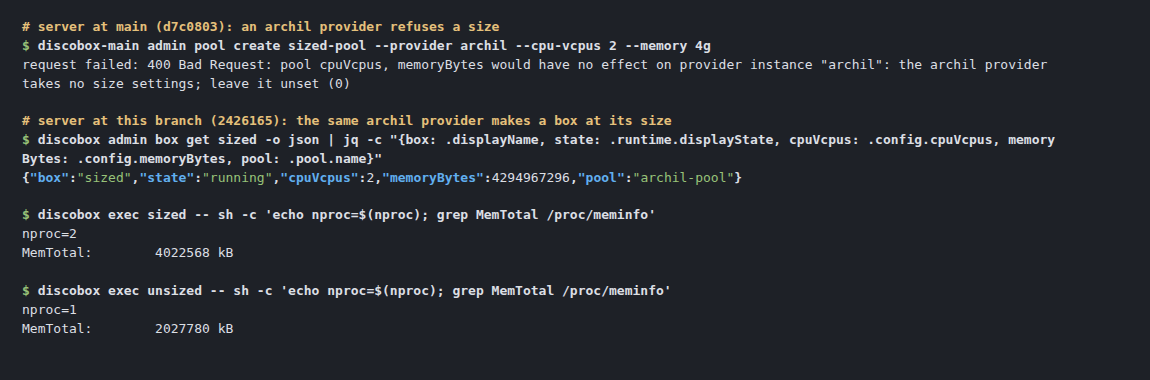 # server at main (d7c0803): an archil provider refuses a size
$ discobox-main admin pool create sized-pool --provider archil --cpu-vcpus 2 --memory 4g
request failed: 400 Bad Request: pool cpuVcpus, memoryBytes would have no effect on provider instance "archil": the archil provider
takes no size settings; leave it unset (0)
# server at this branch (2426165): the same archil provider makes a box at its size
$ discobox admin box get sized -o json | jq -c "{box: .displayName, state: .runtime.displayState, cpuVcpus: .config.cpuVcpus, memory
Bytes: .config.memoryBytes, pool: .pool.name}"
{"box":"sized","state":"running","cpuVcpus":2,"memoryBytes":4294967296,"pool":"archil-pool"}
$ discobox exec sized -- sh -c 'echo nproc=$(nproc); grep MemTotal /proc/meminfo'
nproc=2
MemTotal:        4022568 kB
$ discobox exec unsized -- sh -c 'echo nproc=$(nproc); grep MemTotal /proc/meminfo'
nproc=1
MemTotal:        2027780 kB